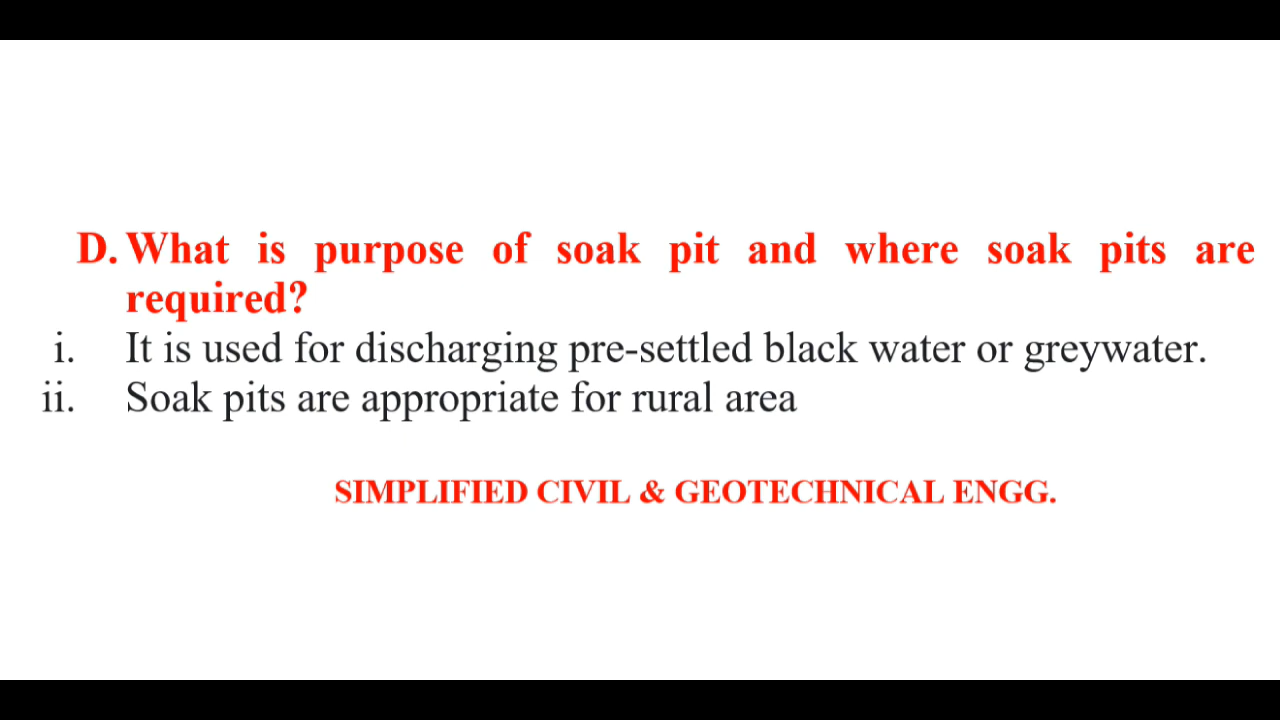 D. What is purpose of soak pit and where soak pits are
required?
i. It is used for discharging pre-settled black water or greywater.
ii. Soak pits are appropriate for rural area
SIMPLIFIED CIVIL & GEOTECHNICAL ENGG.